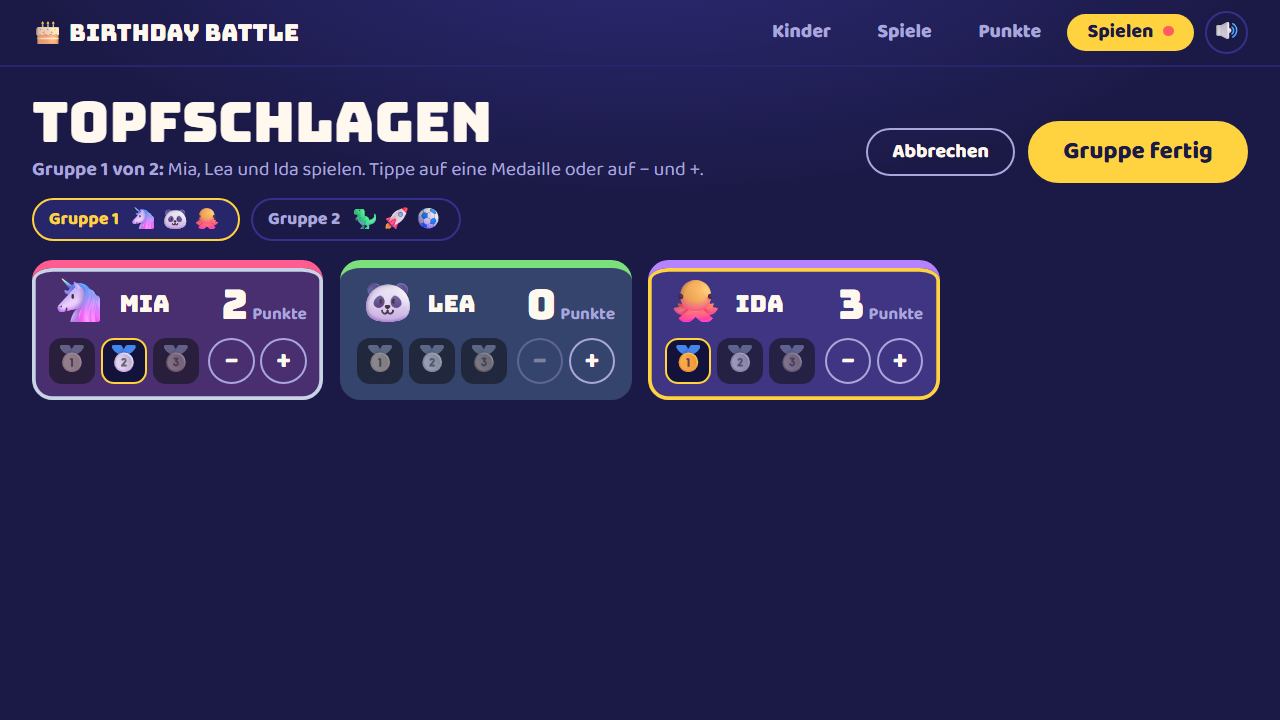 BIRTHDAY BATTLE
Kinder Spiele Punkte Spielen
TOPFSCHLAGEN
Gruppe 1 von 2: Mia, Lea und Ida spielen. Tippe auf eine Medaille oder auf − und +.
Abbrechen Gruppe fertig
Gruppe 1 Gruppe 2
MIA 2 Punkte
1 2 3 − +
LEA 0 Punkte
1 2 3 − +
IDA 3 Punkte
1 2 3 − +